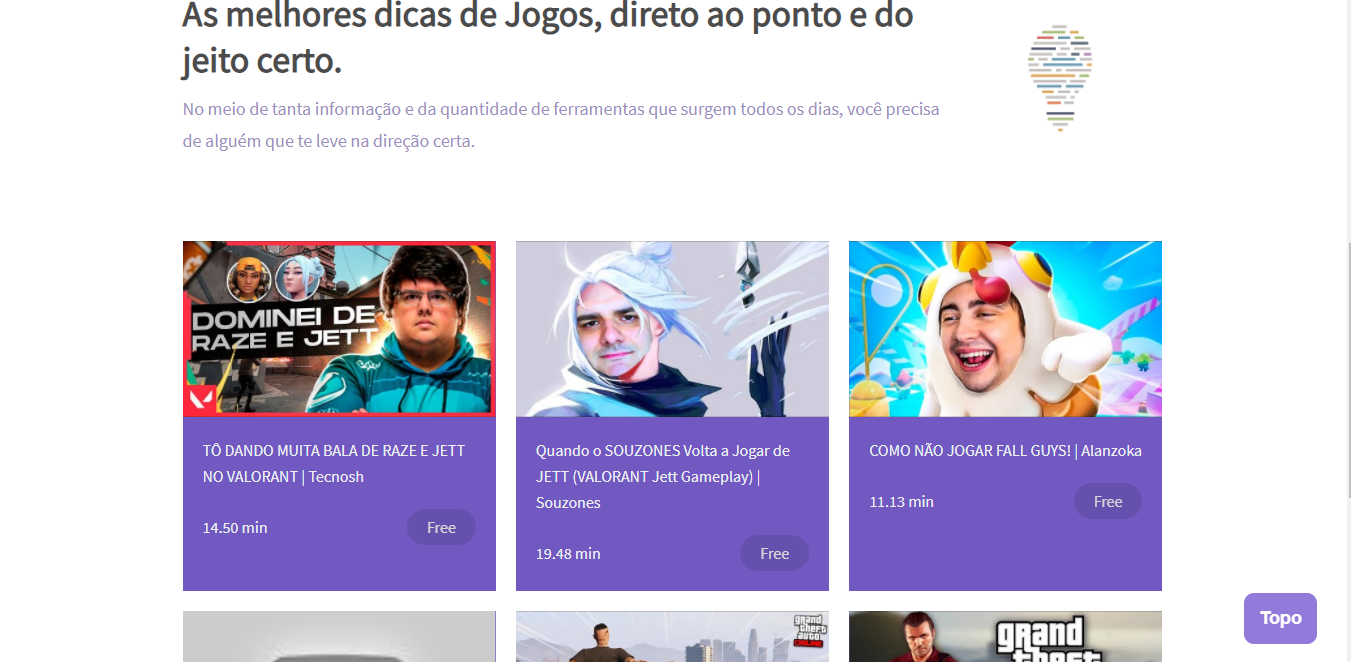 As melhores dicas de Jogos, direto ao ponto e do
jeito certo.
No meio de tanta informação e da quantidade de ferramentas que surgem todos os dias, você precisa
de alguém que te leve na direção certa.
DOMINEI DE
RAZE E JETT
TÔ DANDO MUITA BALA DE RAZE E JETT
NO VALORANT | Tecnosh
14.50 min
Free
Quando o SOUZONES Volta a Jogar de
JETT (VALORANT Jett Gameplay) |
Souzones
19.48 min
Free
COMO NÃO JOGAR FALL GUYS! | Alanzoka
11.13 min
Free
grand
theft
auto
ONLINE
grand
theft
Topo